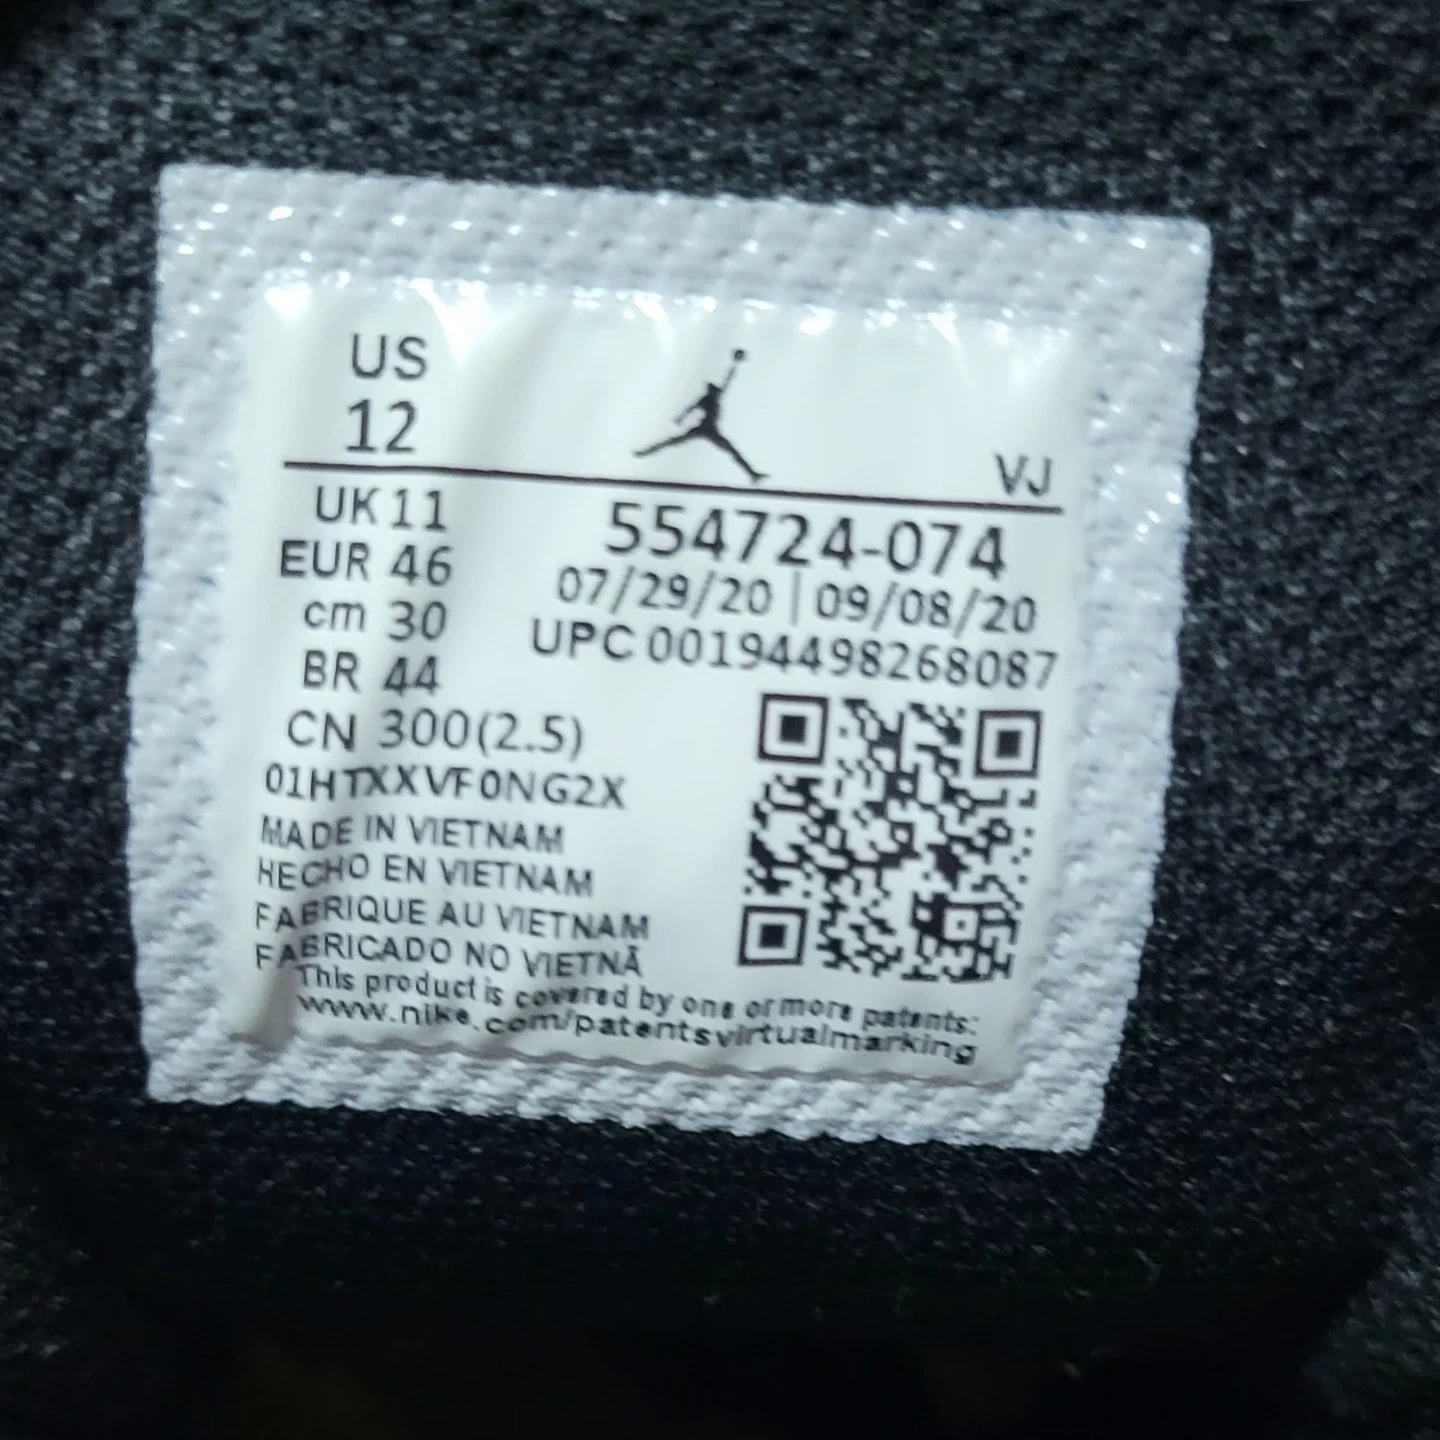 US
12
VJ
UK 11
EUR 46
cm 30
BR 44
CN 300(2.5)
554724-074
07/29/20 | 09/08/20
UPC 00194498268087
01HTXXVF0NG2X
MADE IN VIETNAM
HECHO EN VIETNAM
FABRIQUE AU VIETNAM
FABRICADO NO VIETNÃ
This product is covered by one or more patents:
www.nike.com/patentsvirtualmarking